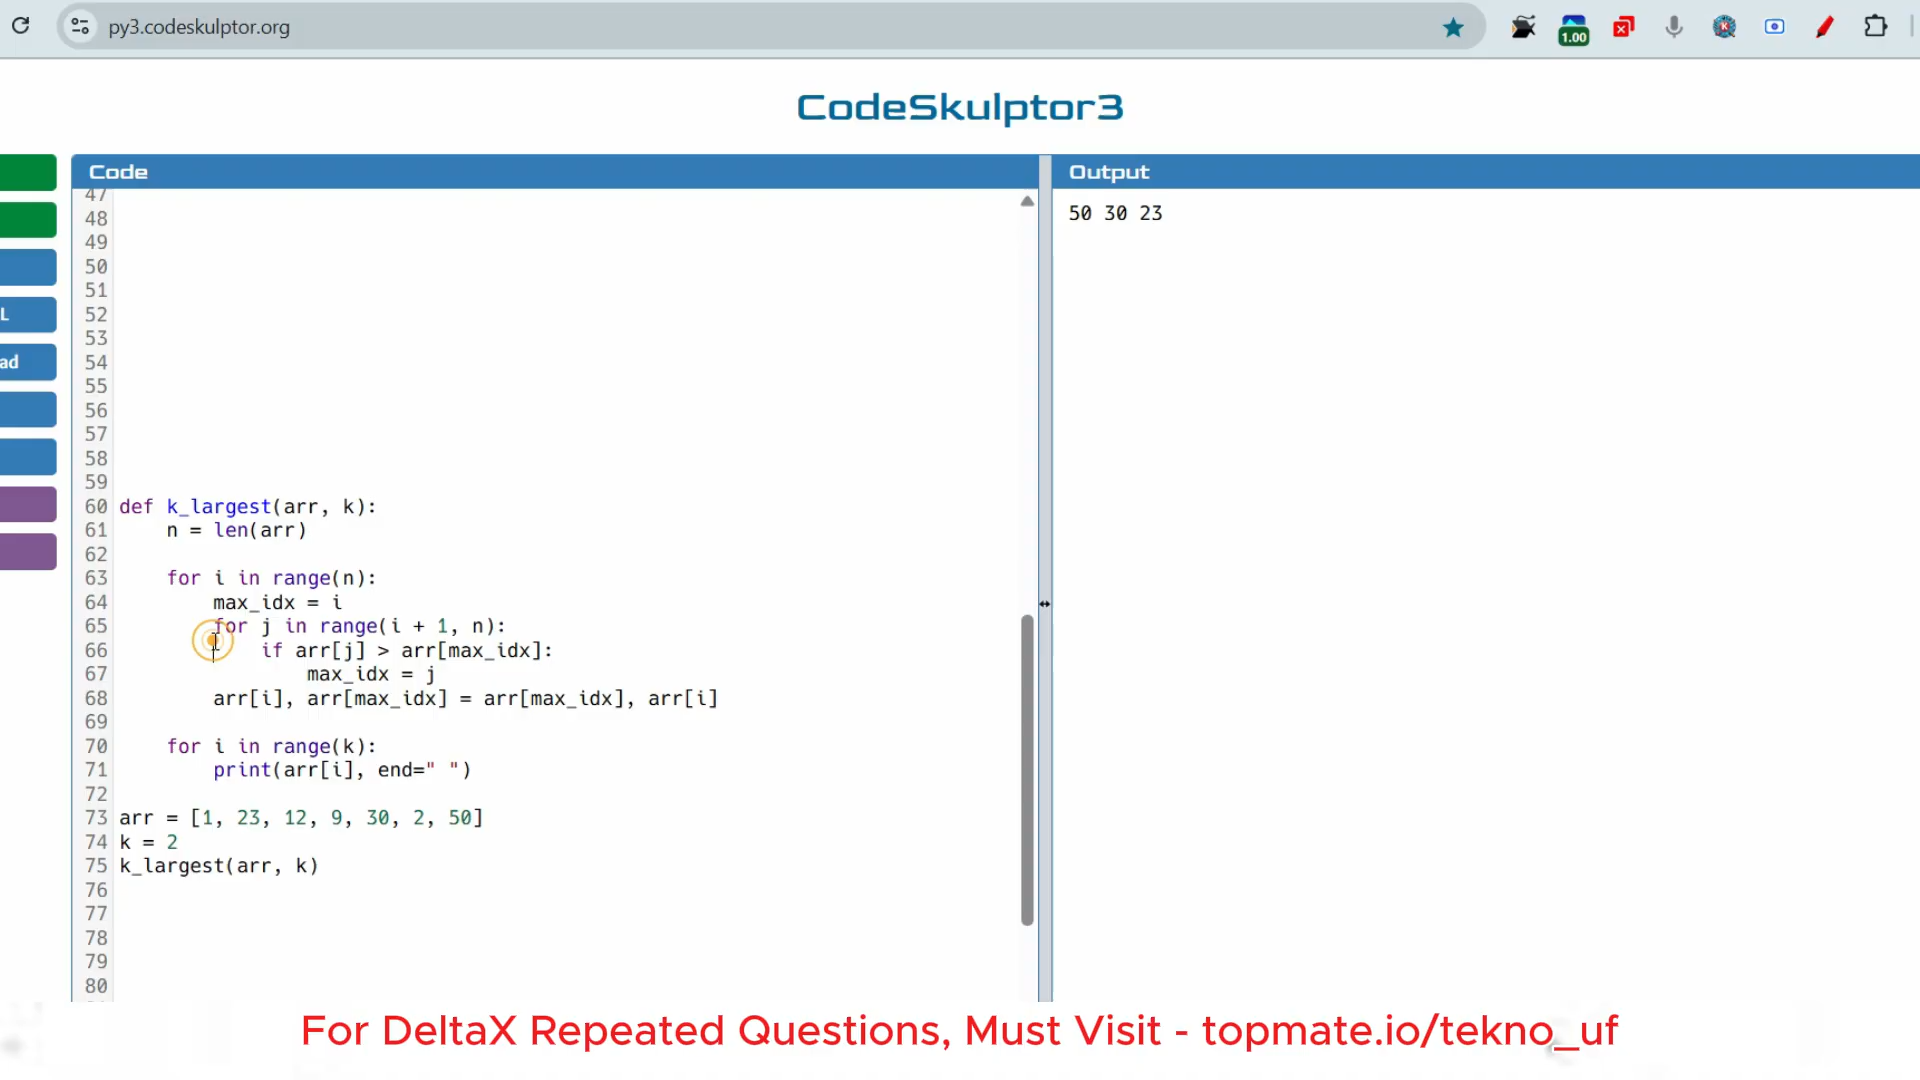 py3.codeskulptor.org
1.00
CodeSkulptor3
Code
Output
L
ad
50 30 23
47
48
49
50
51
52
53
54
55
56
57
58
59
60 def k_largest(arr, k):
61     n = len(arr)
62
63     for i in range(n):
64         max_idx = i
65         for j in range(i + 1, n):
66             if arr[j] > arr[max_idx]:
67                 max_idx = j
68         arr[i], arr[max_idx] = arr[max_idx], arr[i]
69
70     for i in range(k):
71         print(arr[i], end=" ")
72
73 arr = [1, 23, 12, 9, 30, 2, 50]
74 k = 2
75 k_largest(arr, k)
76
77
78
79
80
For DeltaX Repeated Questions, Must Visit - topmate.io/tekno_uf